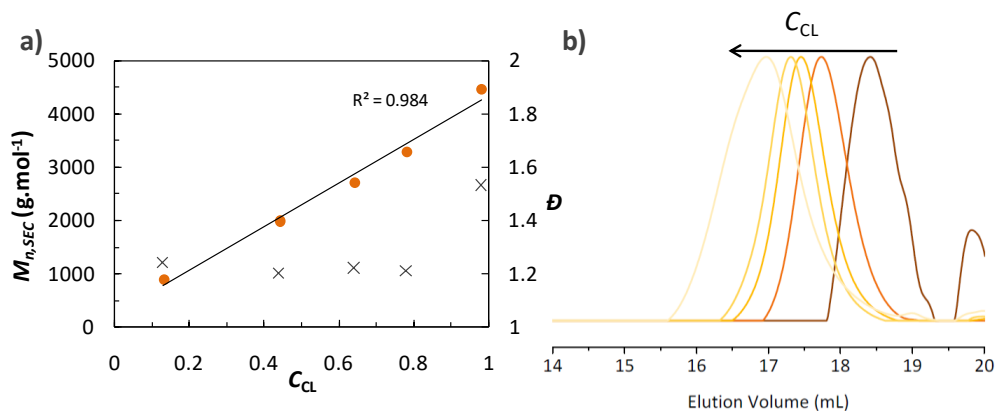 a)
5000
4000
3000
2000
1000
0
M_n,SEC (g.mol⁻¹)
R² = 0.984
2
1.8
1.6
1.4
1.2
1
Đ
0 0.2 0.4 0.6 0.8 1
C_CL
b)
C_CL
14 15 16 17 18 19 20
Elution Volume (mL)